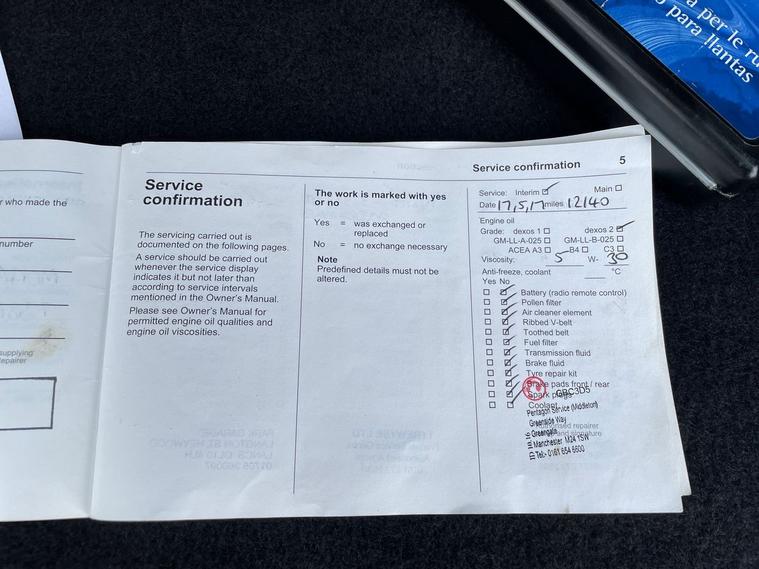 a per le ru
o para llantas
r who made the
number
supplying
epairer
Service
confirmation
The servicing carried out is
documented on the following pages.
A service should be carried out
whenever the service display
indicates it but not later than
according to service intervals
mentioned in the Owner's Manual.
Please see Owner's Manual for
permitted engine oil qualities and
engine oil viscosities.
The work is marked with yes
or no
Yes = was exchanged or
replaced
No = no exchange necessary
Note
Predefined details must not be
altered.
Service confirmation 5
Service: Interim Main
Date 17,5,17 miles 12140
Engine oil
Grade: dexos 1 dexos 2
GM-LL-A-025 GM-LL-B-025
ACEA A3 B4 C3
Viscosity: 5 W- 30
Anti-freeze, coolant °C
Yes No
Battery (radio remote control)
Pollen filter
Air cleaner element
Ribbed V-belt
Toothed belt
Fuel filter
Transmission fluid
Brake fluid
Tyre repair kit
Brake pads front / rear
Spark plugs GBC3D5
Coolant
Pentagon Service (Middleton)
Greenside Way
Greengate
Manchester M24 1SW
Tel:- 0161 654 6600
repairer
and signature